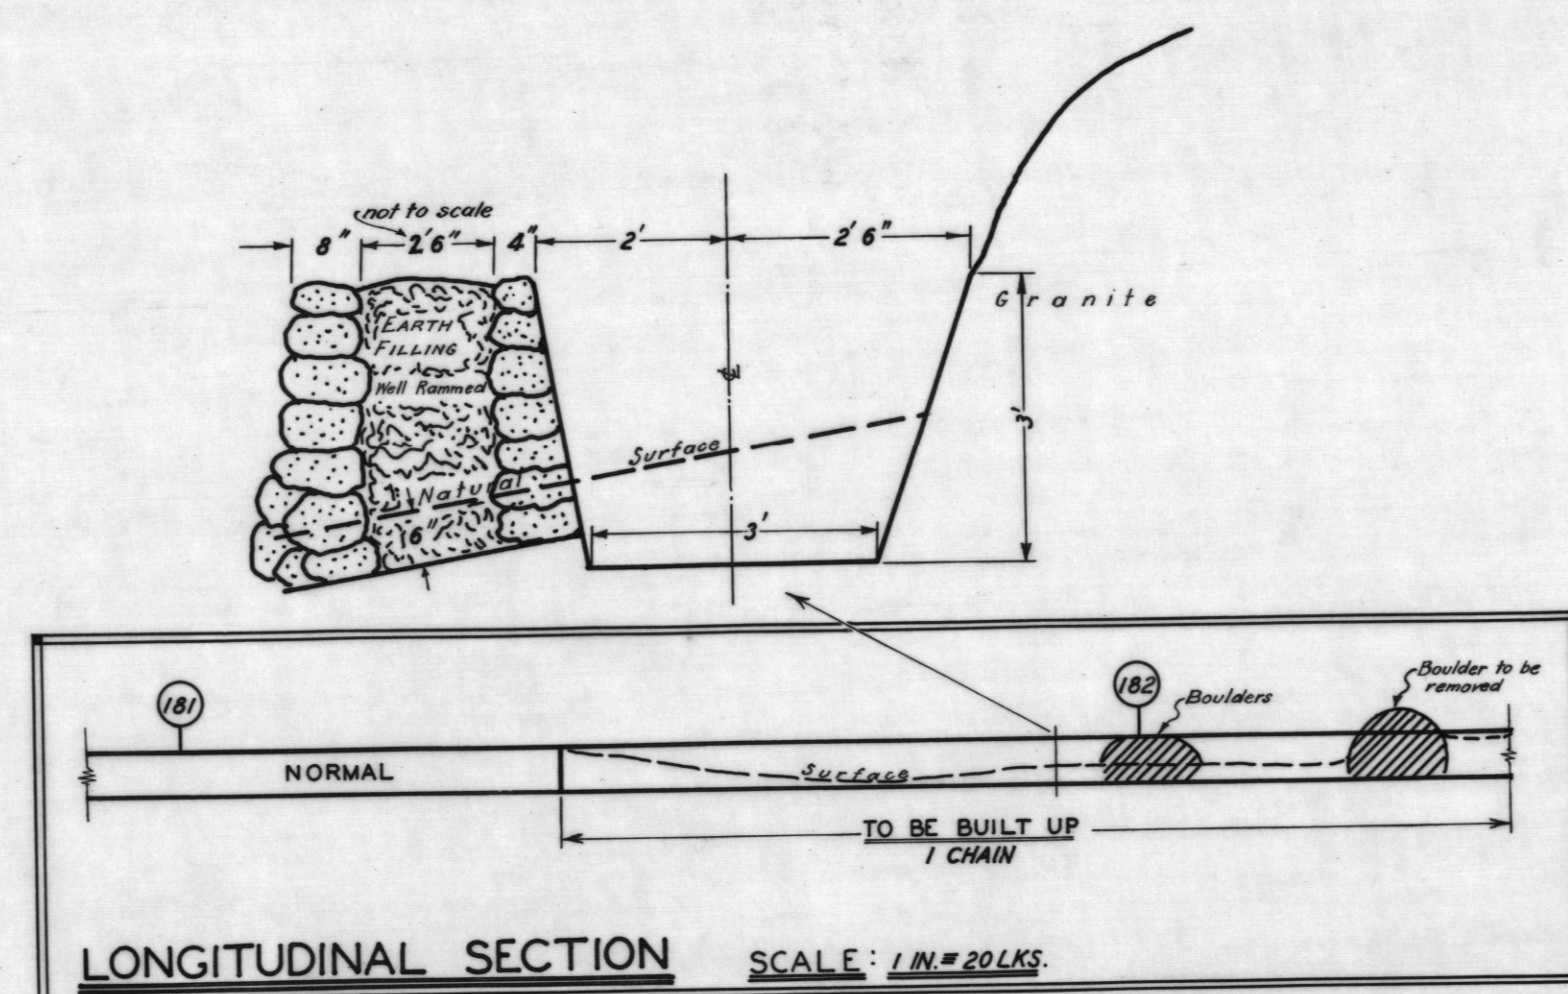 not to scale
8" 2'6" 4" 2' 2'6"
Granite
EARTH
FILLING
Well Rammed
℄
3'
Surface
Natural
6"
3'
181
182
Boulders
Boulder to be
removed
NORMAL
Surface
TO BE BUILT UP
1 CHAIN
LONGITUDINAL SECTION SCALE: 1 IN. = 20 LKS.